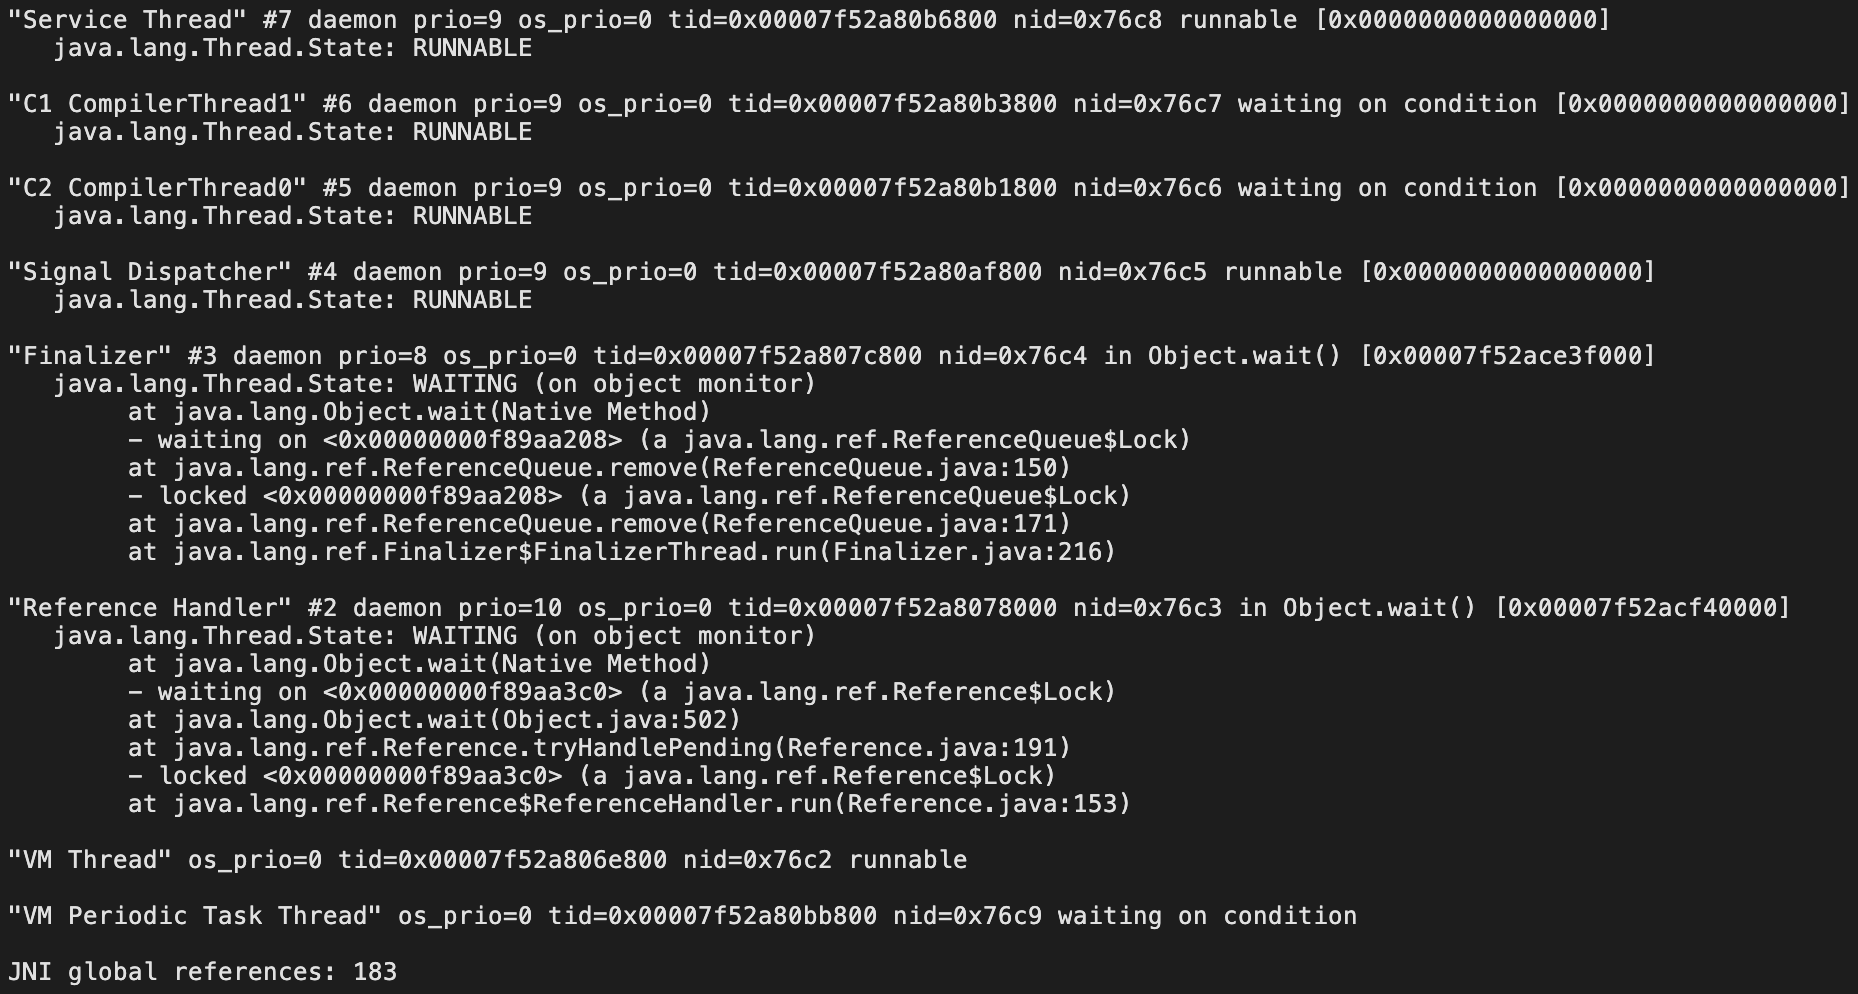 "Service Thread" #7 daemon prio=9 os_prio=0 tid=0x00007f52a80b6800 nid=0x76c8 runnable [0x0000000000000000]
   java.lang.Thread.State: RUNNABLE

"C1 CompilerThread1" #6 daemon prio=9 os_prio=0 tid=0x00007f52a80b3800 nid=0x76c7 waiting on condition [0x0000000000000000]
   java.lang.Thread.State: RUNNABLE

"C2 CompilerThread0" #5 daemon prio=9 os_prio=0 tid=0x00007f52a80b1800 nid=0x76c6 waiting on condition [0x0000000000000000]
   java.lang.Thread.State: RUNNABLE

"Signal Dispatcher" #4 daemon prio=9 os_prio=0 tid=0x00007f52a80af800 nid=0x76c5 runnable [0x0000000000000000]
   java.lang.Thread.State: RUNNABLE

"Finalizer" #3 daemon prio=8 os_prio=0 tid=0x00007f52a807c800 nid=0x76c4 in Object.wait() [0x00007f52ace3f000]
   java.lang.Thread.State: WAITING (on object monitor)
        at java.lang.Object.wait(Native Method)
        - waiting on <0x00000000f89aa208> (a java.lang.ref.ReferenceQueue$Lock)
        at java.lang.ref.ReferenceQueue.remove(ReferenceQueue.java:150)
        - locked <0x00000000f89aa208> (a java.lang.ref.ReferenceQueue$Lock)
        at java.lang.ref.ReferenceQueue.remove(ReferenceQueue.java:171)
        at java.lang.ref.Finalizer$FinalizerThread.run(Finalizer.java:216)

"Reference Handler" #2 daemon prio=10 os_prio=0 tid=0x00007f52a8078000 nid=0x76c3 in Object.wait() [0x00007f52acf40000]
   java.lang.Thread.State: WAITING (on object monitor)
        at java.lang.Object.wait(Native Method)
        - waiting on <0x00000000f89aa3c0> (a java.lang.ref.Reference$Lock)
        at java.lang.Object.wait(Object.java:502)
        at java.lang.ref.Reference.tryHandlePending(Reference.java:191)
        - locked <0x00000000f89aa3c0> (a java.lang.ref.Reference$Lock)
        at java.lang.ref.Reference$ReferenceHandler.run(Reference.java:153)

"VM Thread" os_prio=0 tid=0x00007f52a806e800 nid=0x76c2 runnable

"VM Periodic Task Thread" os_prio=0 tid=0x00007f52a80bb800 nid=0x76c9 waiting on condition

JNI global references: 183